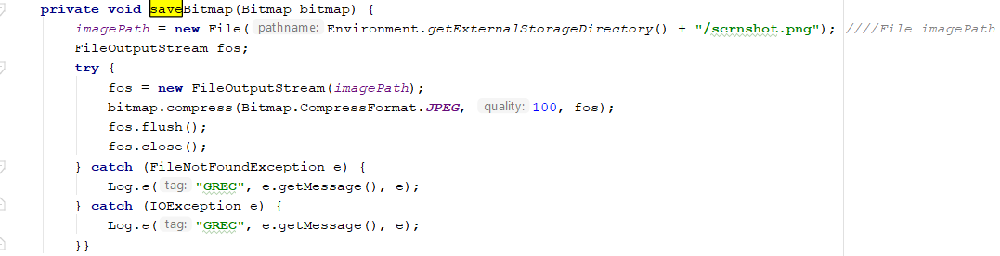 private void saveBitmap(Bitmap bitmap) {
imagePath = new File( pathname: Environment.getExternalStorageDirectory() + "/scrnshot.png"); ////File imagePath
FileOutputStream fos;
try {
fos = new FileOutputStream(imagePath);
bitmap.compress(Bitmap.CompressFormat.JPEG, quality: 100, fos);
fos.flush();
fos.close();
} catch (FileNotFoundException e) {
Log.e( tag: "GREC", e.getMessage(), e);
} catch (IOException e) {
Log.e( tag: "GREC", e.getMessage(), e);
}}